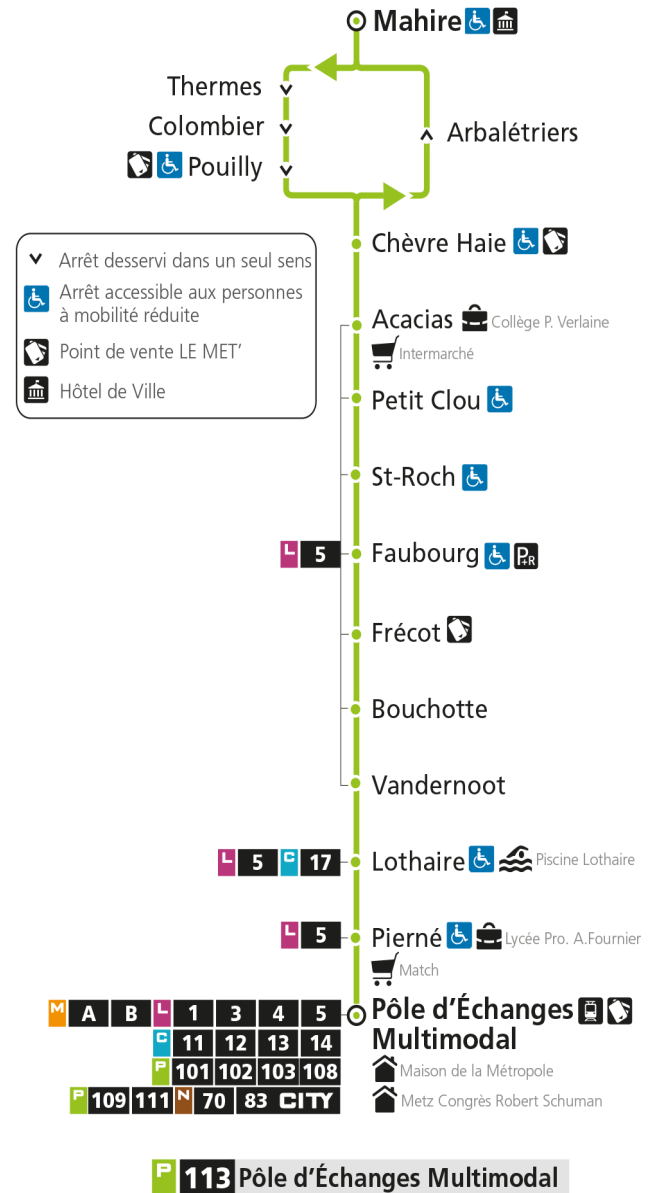 Mahire
Thermes
Colombier
Arbalétriers
Pouilly
Chèvre Haie
Arrêt desservi dans un seul sens
Arrêt accessible aux personnes
à mobilité réduite
Point de vente LE MET'
Hôtel de Ville
Acacias Collège P. Verlaine
Intermarché
Petit Clou
St-Roch
L 5 Faubourg P+R
Frécot
Bouchotte
Vandernoot
L 5 C 17 Lothaire Piscine Lothaire
L 5 Pierné Lycée Pro. A.Fournier
Match
M A B L 1 3 4 5 Pôle d'Échanges
C 11 12 13 14 Multimodal
P 101 102 103 108 Maison de la Métropole
P 109 111 N 70 83 CITY Metz Congrès Robert Schuman
P 113 Pôle d'Échanges Multimodal